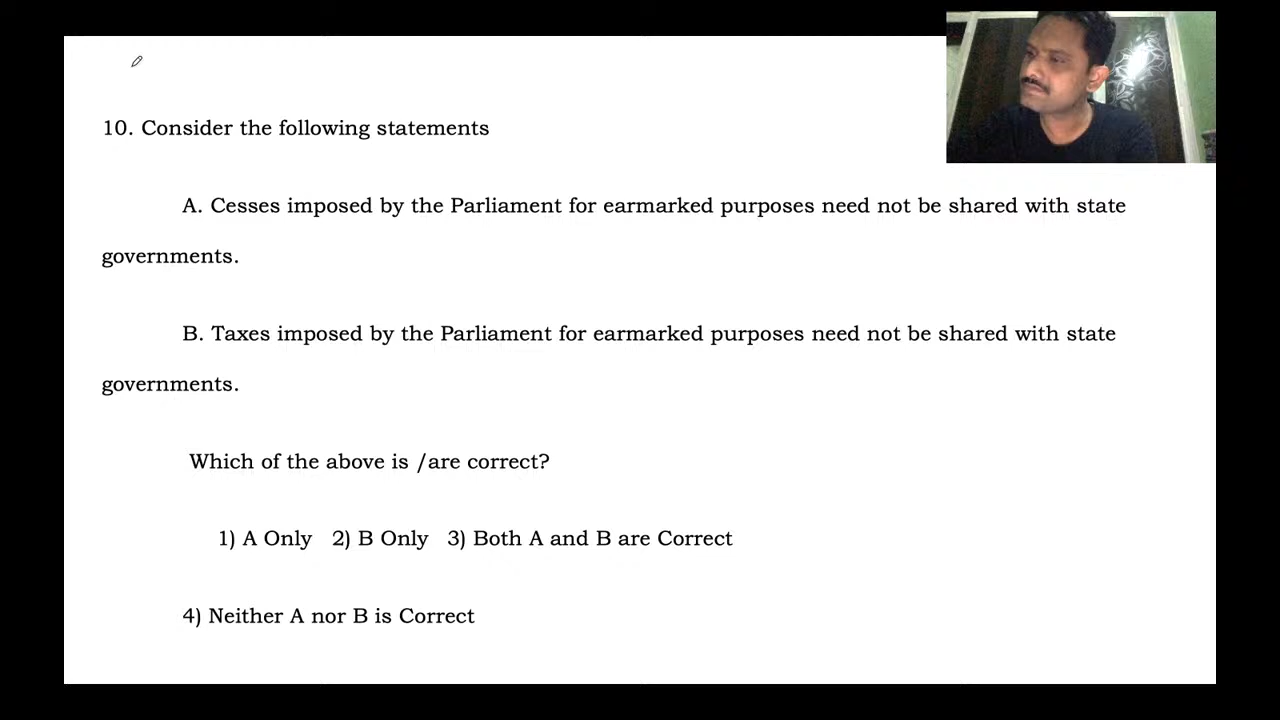 10. Consider the following statements
A. Cesses imposed by the Parliament for earmarked purposes need not be shared with state
governments.
B. Taxes imposed by the Parliament for earmarked purposes need not be shared with state
governments.
Which of the above is /are correct?
1) A Only 2) B Only 3) Both A and B are Correct
4) Neither A nor B is Correct